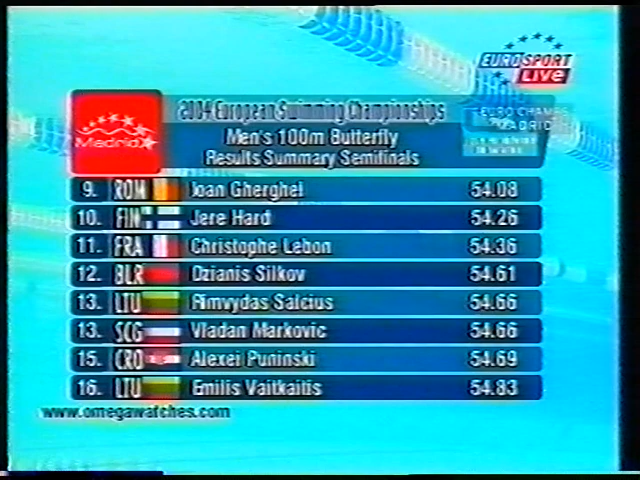 EUROSPORT
LIVE
Madrid
2004 European Swimming Championships
Men's 100m Butterfly
Results Summary Semifinals
EURO CHAMPS
MADRID
9. ROM Ioan Gherghel 54.08
10. FIN Jere Hard 54.26
11. FRA Christophe Lebon 54.36
12. BLR Dzianis Silkov 54.61
13. LTU Rimvydas Salcius 54.66
13. SCG Vladan Markovic 54.66
15. CRO Alexei Puninski 54.69
16. LTU Emilis Vaitkaitis 54.83
www.omegawatches.com